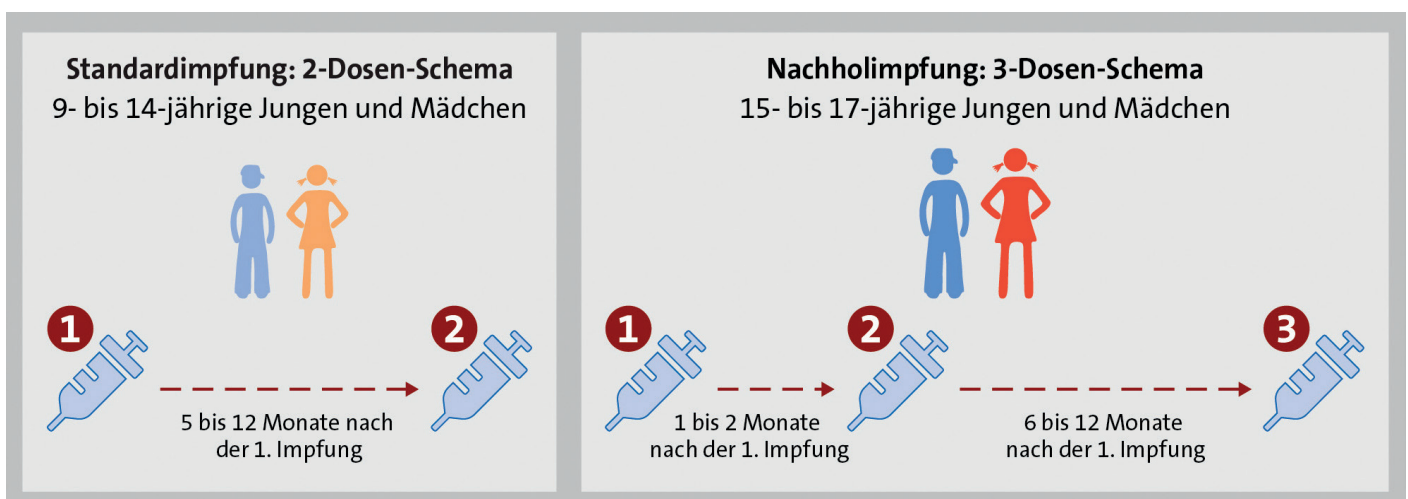 Standardimpfung: 2-Dosen-Schema
9- bis 14-jährige Jungen und Mädchen
1
2
5 bis 12 Monate nach
der 1. Impfung
Nachholimpfung: 3-Dosen-Schema
15- bis 17-jährige Jungen und Mädchen
1
2
3
1 bis 2 Monate
nach der 1. Impfung
6 bis 12 Monate
nach der 1. Impfung